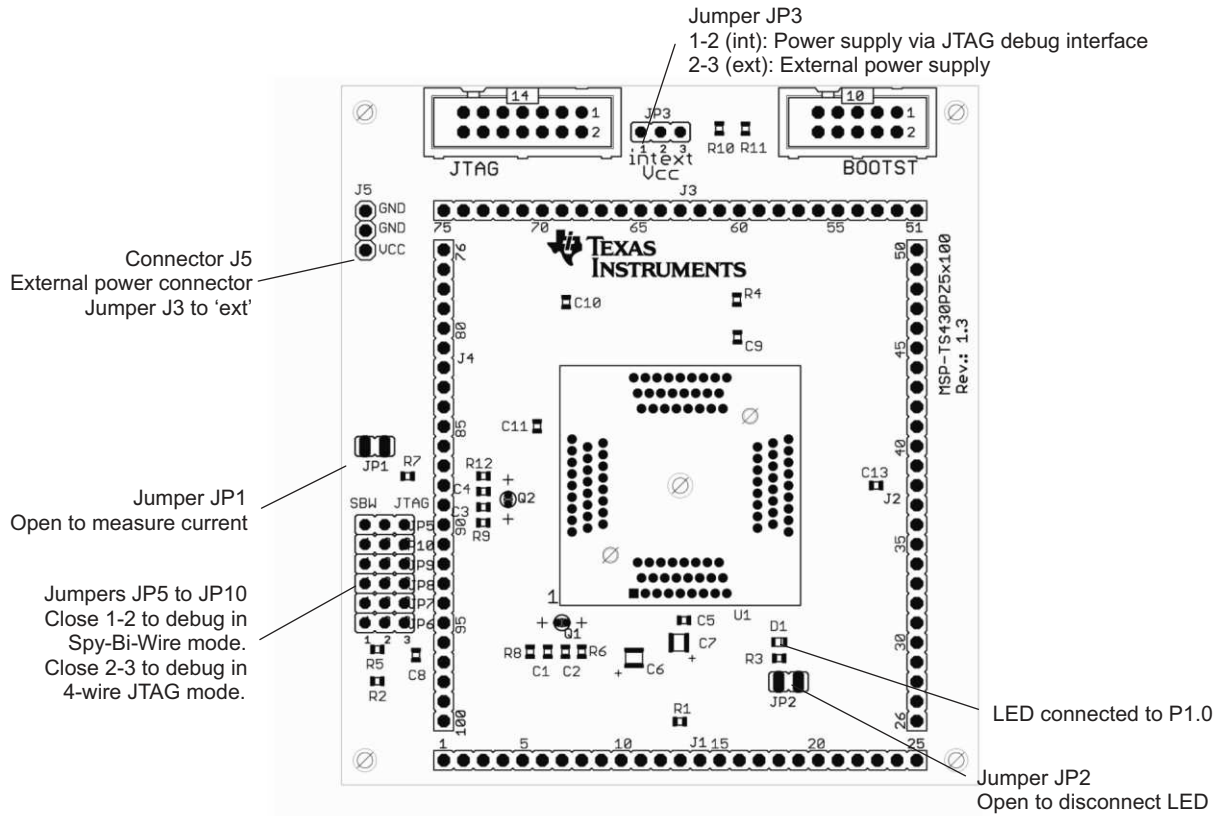 Jumper JP3
1-2 (int): Power supply via JTAG debug interface
2-3 (ext): External power supply
14
1
2
JTAG
JP3
1 2 3
int ext
Vcc
R10 R11
10
1
2
BOOTST
J5
GND
GND
VCC
J3
75 70 65 60 55 51
Connector J5
External power connector
Jumper J3 to 'ext'
TEXAS
INSTRUMENTS
76
80
J4
85
90
95
100
50
45
40
J2
35
30
26
MSP-TS430PZ5x100
Rev.: 1.3
C10
R4
C9
C11
JP1
R7
R12
C4
C3
R9
Q2
C13
Jumper JP1
Open to measure current
SBW JTAG
JP5
JP10
JP9
JP8
JP7
JP6
1 2 3
Jumpers JP5 to JP10
Close 1-2 to debug in
Spy-Bi-Wire mode.
Close 2-3 to debug in
4-wire JTAG mode.
R5
R2
C8
1
Q1
U1
C5
C7
R8 C1 C2 R6
C6
D1
R3
JP2
R1
LED connected to P1.0
1 5 10 J1 15 20 25
Jumper JP2
Open to disconnect LED